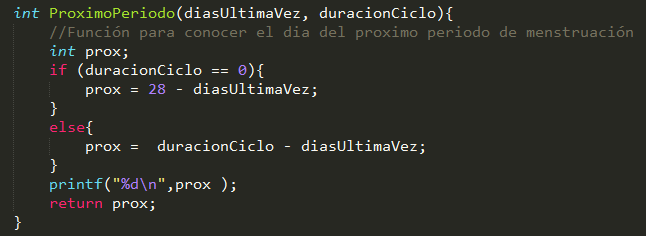 int ProximoPeriodo(diasUltimaVez, duracionCiclo){
    //Función para conocer el dia del proximo periodo de menstruación
    int prox;
    if (duracionCiclo == 0){
        prox = 28 - diasUltimaVez;
    }
    else{
        prox =  duracionCiclo - diasUltimaVez;
    }
    printf("%d\n",prox );
    return prox;
}